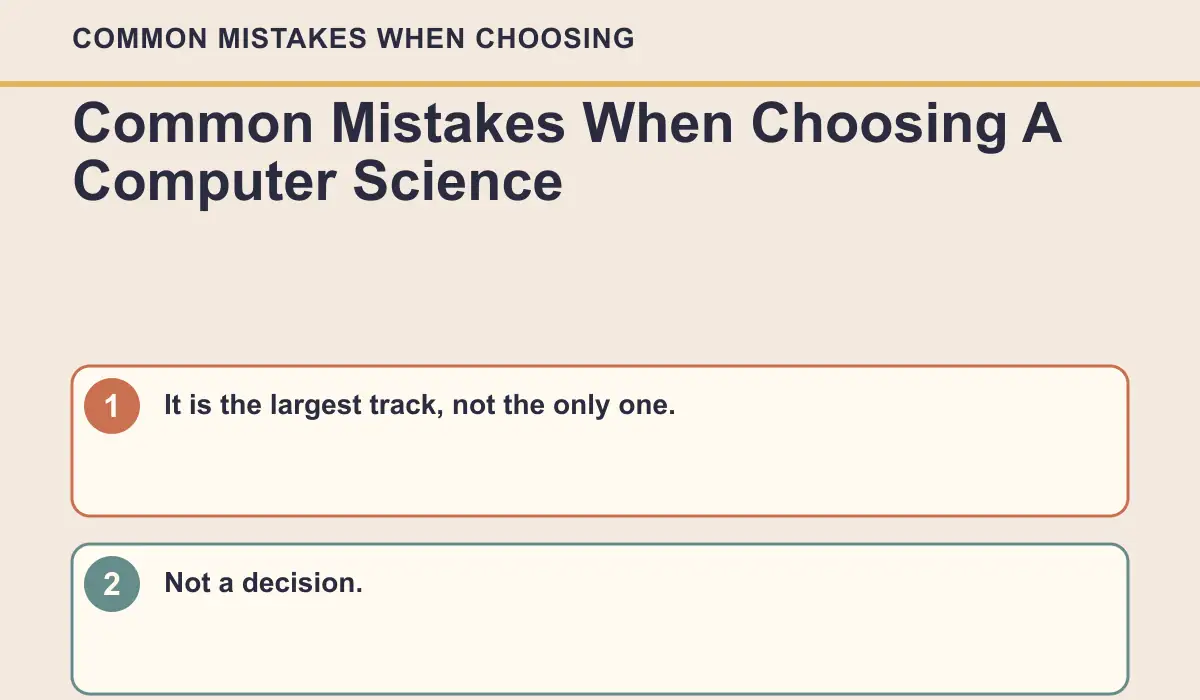 COMMON MISTAKES WHEN CHOOSING
Common Mistakes When Choosing A
Computer Science
1
It is the largest track, not the only one.
2
Not a decision.